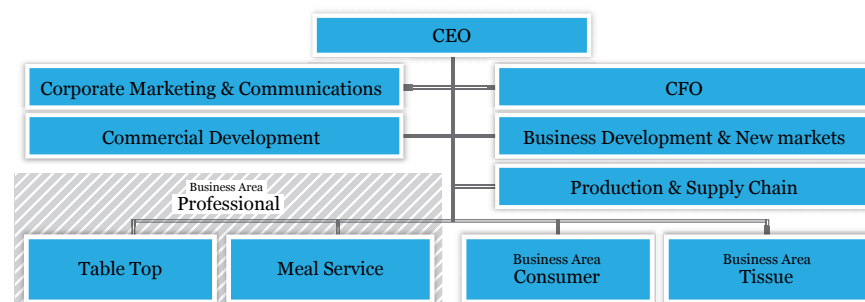 CEO
Corporate Marketing & Communications
CFO
Commercial Development
Business Development & New markets
Production & Supply Chain
Business Area
Professional
Table Top
Meal Service
Business Area
Consumer
Business Area
Tissue